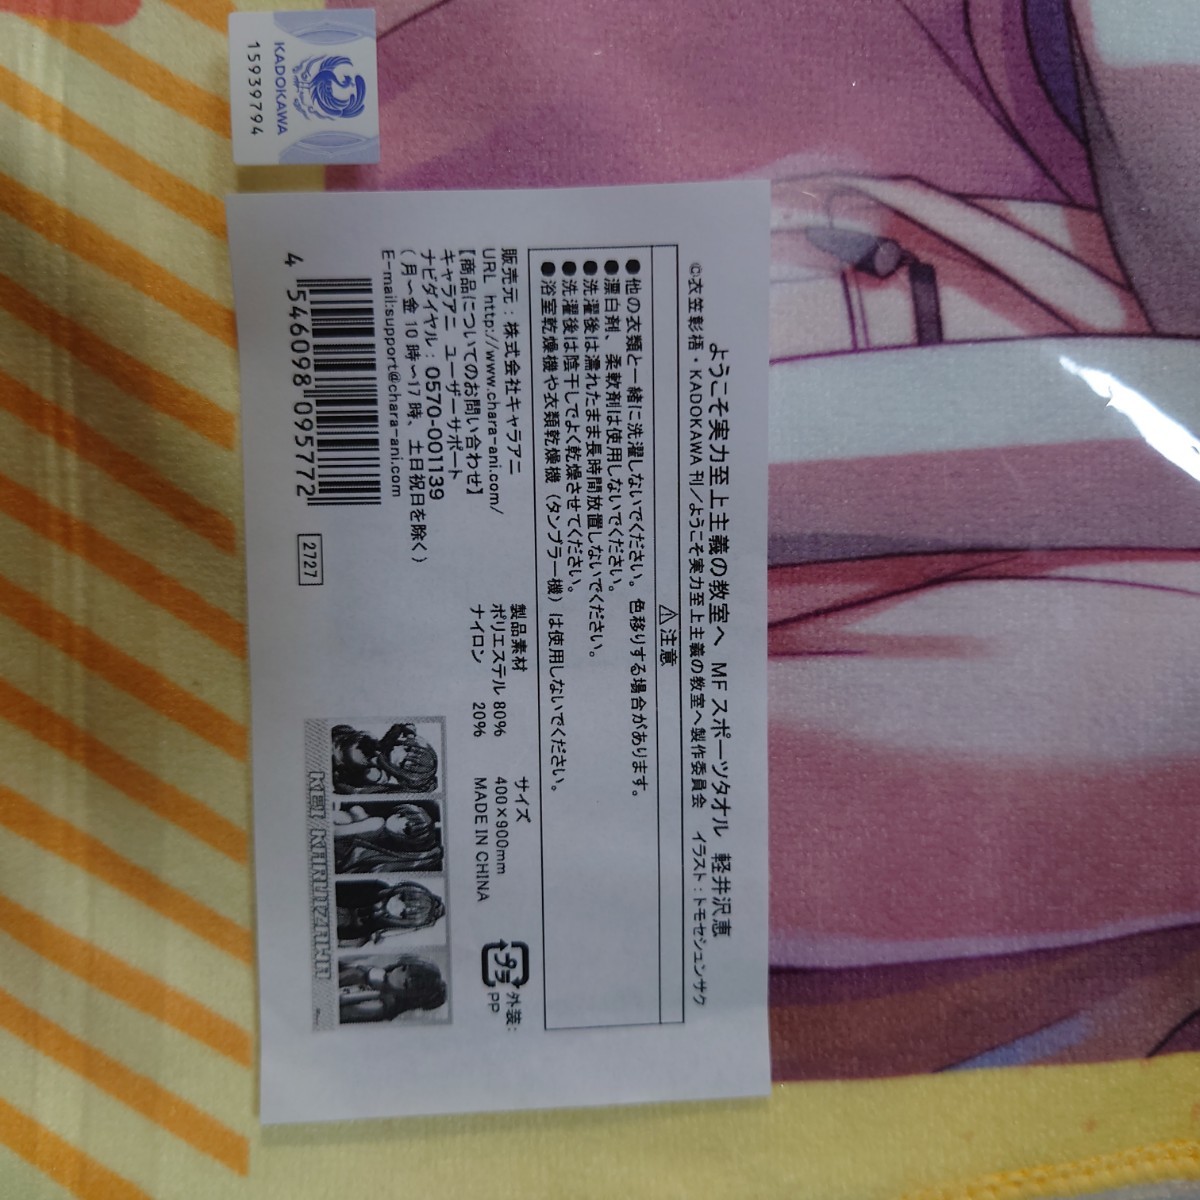 KADOKAWA
15939794
ようこそ実力至上主義の教室へ MF スポーツタオル 軽井沢恵
©衣笠彰梧・KADOKAWA 刊／ようこそ実力至上主義の教室へ製作委員会 イラスト：トモセシュンサク
⚠注意
●他の衣類と一緒に洗濯しないでください。色移りする場合があります。
●漂白剤、柔軟剤は使用しないでください。
●洗濯後は濡れたまま長時間放置しないでください。
●洗濯後は陰干しでよく乾燥させてください。
●浴室乾燥機や衣類乾燥機（タンブラー機）は使用しないでください。
販売元：株式会社キャラアニ
URL http://www.chara-ani.com/
【商品についてのお問い合わせ】
キャラアニ ユーザーサポート
ナビダイヤル：0570-001139
（月～金 10 時～17 時、土日祝日を除く）
E-mail:support@chara-ani.com
4 546098 095772
2727
製品素材
ポリエステル 80%
ナイロン 20%
サイズ
400×900mm
MADE IN CHINA
プラ
外装：
PP
KEI KARUIZAWA